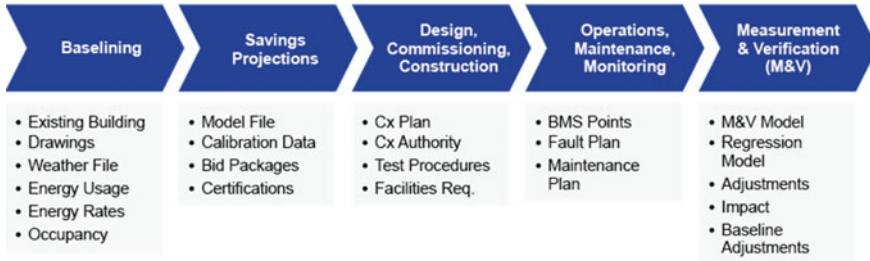 Baselining
Savings
Projections
Design,
Commissioning,
Construction
Operations,
Maintenance,
Monitoring
Measurement
& Verification
(M&V)
• Existing Building
• Drawings
• Weather File
• Energy Usage
• Energy Rates
• Occupancy
• Model File
• Calibration Data
• Bid Packages
• Certifications
• Cx Plan
• Cx Authority
• Test Procedures
• Facilities Req.
• BMS Points
• Fault Plan
• Maintenance
Plan
• M&V Model
• Regression
Model
• Adjustments
• Impact
• Baseline
Adjustments